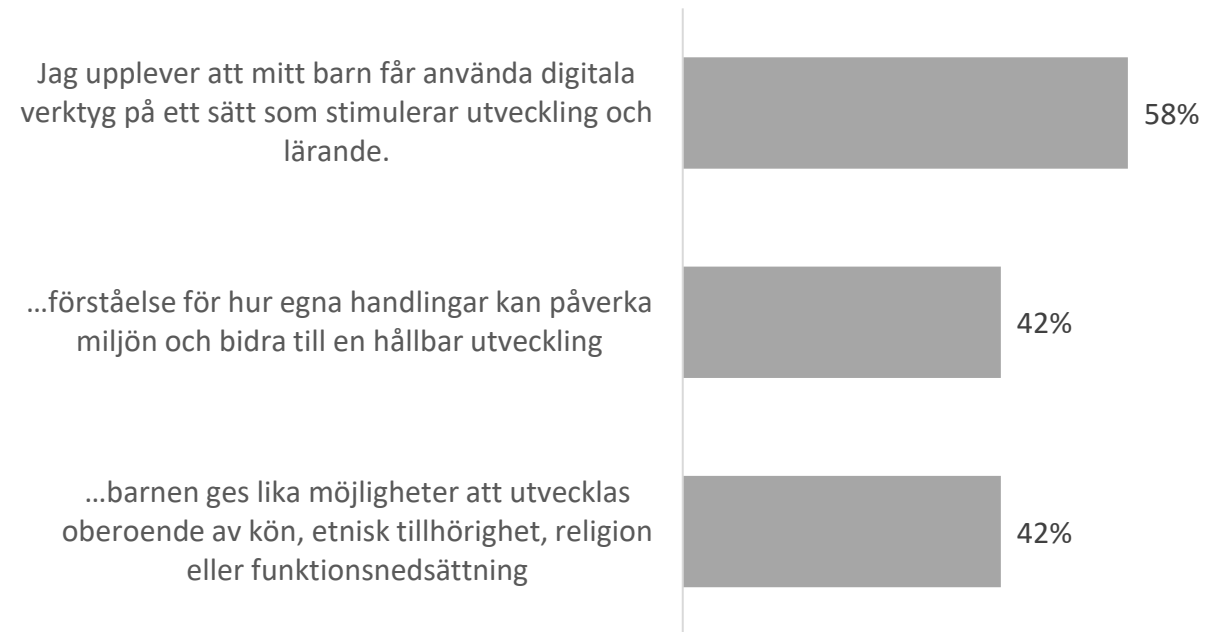 Jag upplever att mitt barn får använda digitala
verktyg på ett sätt som stimulerar utveckling och
lärande.
58%
...förståelse för hur egna handlingar kan påverka
miljön och bidra till en hållbar utveckling
42%
...barnen ges lika möjligheter att utvecklas
oberoende av kön, etnisk tillhörighet, religion
eller funktionsnedsättning
42%